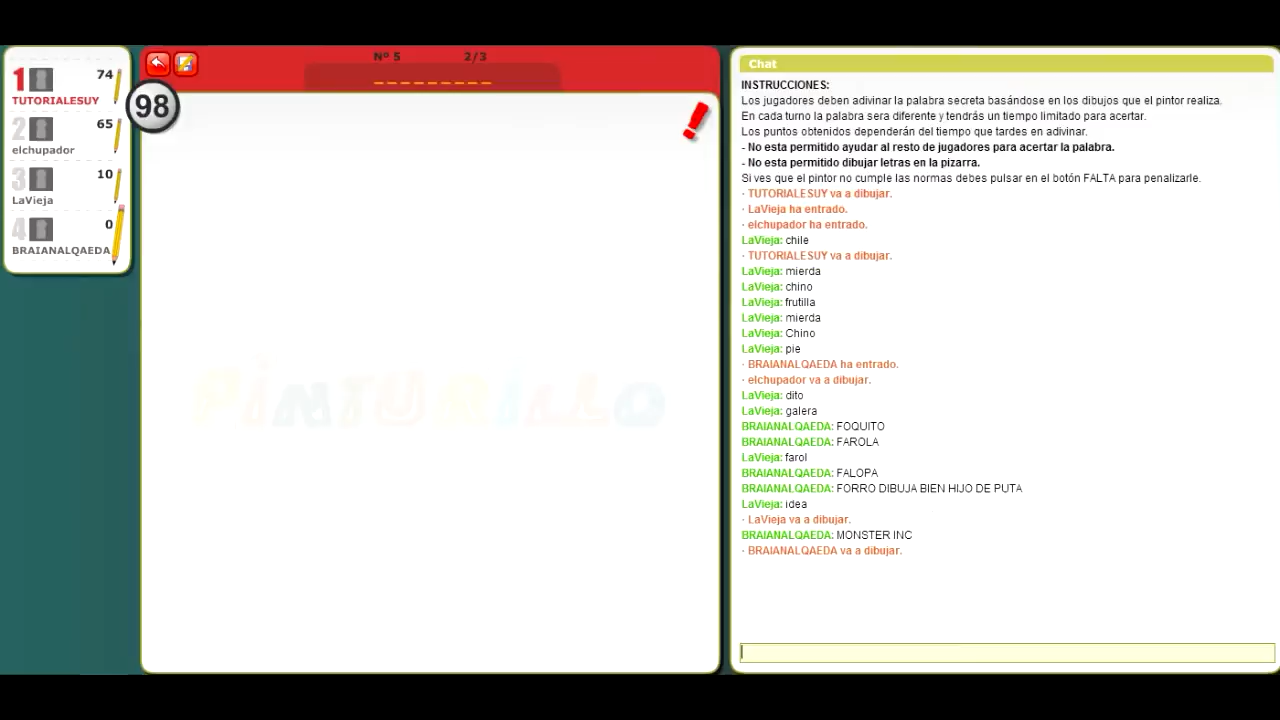 1 74
TUTORIALESUY
2 65
elchupador
3 10
LaVieja
4 0
BRAIANALQAEDA
98
Nº 5 2/3
_ _ _ _ _ _ _ _ _
PINTURILLO
Chat
INSTRUCCIONES:
Los jugadores deben adivinar la palabra secreta basándose en los dibujos que el pintor realiza.
En cada turno la palabra sera diferente y tendrás un tiempo limitado para acertar.
Los puntos obtenidos dependerán del tiempo que tardes en adivinar.
- No esta permitido ayudar al resto de jugadores para acertar la palabra.
- No esta permitido dibujar letras en la pizarra.
Si ves que el pintor no cumple las normas debes pulsar en el botón FALTA para penalizarle.
· TUTORIALESUY va a dibujar.
· LaVieja ha entrado.
· elchupador ha entrado.
LaVieja: chile
· TUTORIALESUY va a dibujar.
LaVieja: mierda
LaVieja: chino
LaVieja: frutilla
LaVieja: mierda
LaVieja: Chino
LaVieja: pie
· BRAIANALQAEDA ha entrado.
· elchupador va a dibujar.
LaVieja: dito
LaVieja: galera
BRAIANALQAEDA: FOQUITO
BRAIANALQAEDA: FAROLA
LaVieja: farol
BRAIANALQAEDA: FALOPA
BRAIANALQAEDA: FORRO DIBUJA BIEN HIJO DE PUTA
LaVieja: idea
· LaVieja va a dibujar.
BRAIANALQAEDA: MONSTER INC
· BRAIANALQAEDA va a dibujar.